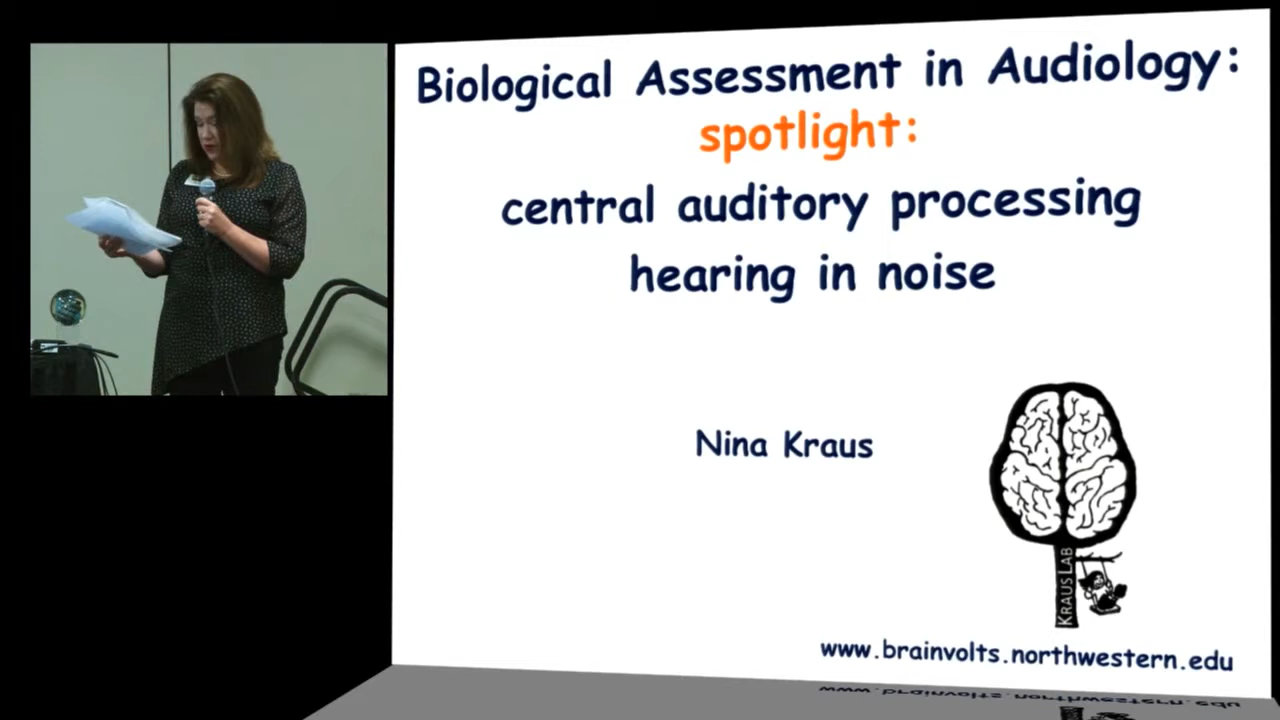 Biological Assessment in Audiology:
spotlight:
central auditory processing
hearing in noise
Nina Kraus
KRAUS LAB
www.brainvolts.northwestern.edu